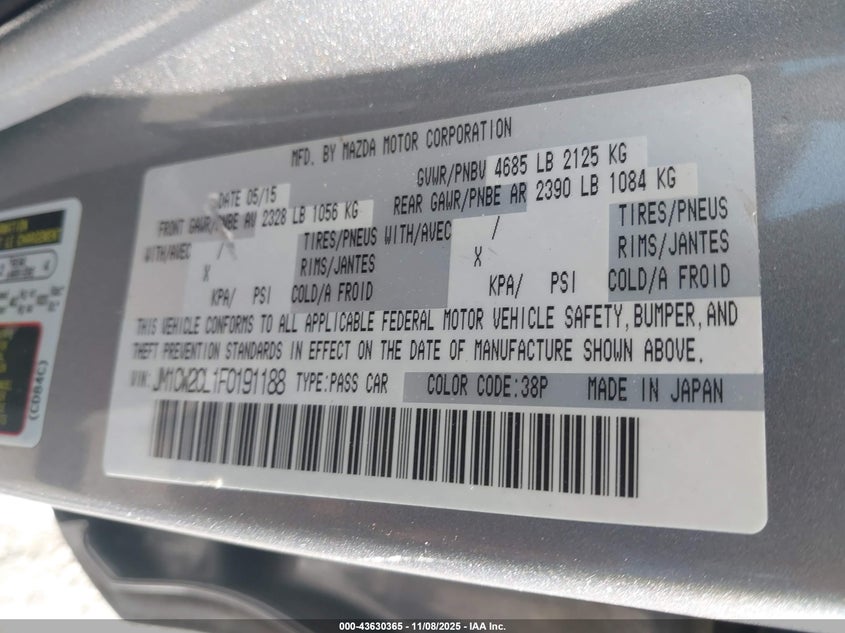 MFD. BY MAZDA MOTOR CORPORATION
DATE 05/15
GVWR/PNBV 4685 LB 2125 KG
FRONT GAWR/PNBE AV 2328 LB 1056 KG
REAR GAWR/PNBE AR 2390 LB 1084 KG
WITH/AVEC / TIRES/PNEUS WITH/AVEC / TIRES/PNEUS
X RIMS/JANTES X RIMS/JANTES
KPA/ PSI COLD/A FROID KPA/ PSI COLD/A FROID
THIS VEHICLE CONFORMS TO ALL APPLICABLE FEDERAL MOTOR VEHICLE SAFETY, BUMPER, AND
THEFT PREVENTION STANDARDS IN EFFECT ON THE DATE OF MANUFACTURE SHOWN ABOVE.
VIN: JM1CW2CL1F0191188 TYPE:PASS CAR COLOR CODE:38P MADE IN JAPAN
(CD84C)
000-43630365 - 11/08/2025 - IAA Inc.